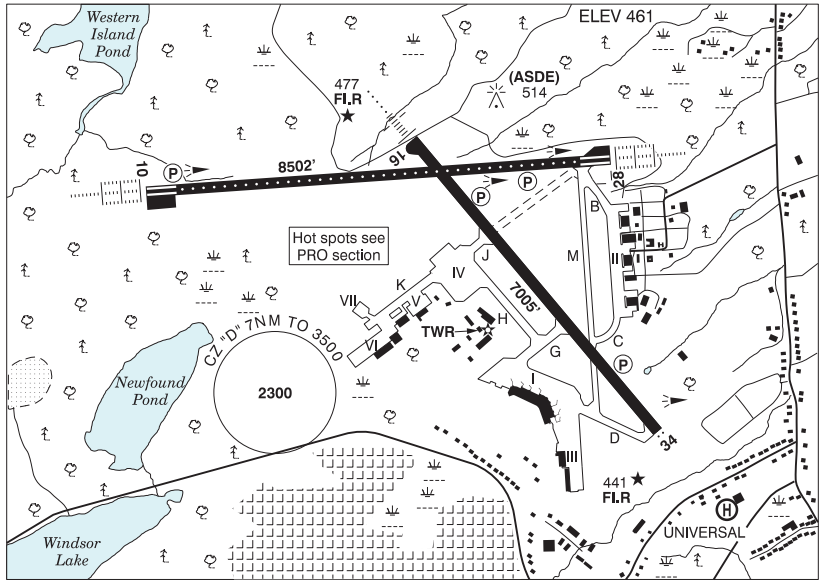 Western
Island
Pond
ELEV 461
477
Fl.R
(ASDE)
514
10
P
8502'
16
28
P
P
B
Hot spots see
PRO section
J
M
II
H
IV
K
VII
V
7005'
CZ "D" 7NM TO 3500
VI
TWR
H
C
G
P
Newfound
Pond
2300
I
D
34
III
441
Fl.R
H
UNIVERSAL
Windsor
Lake